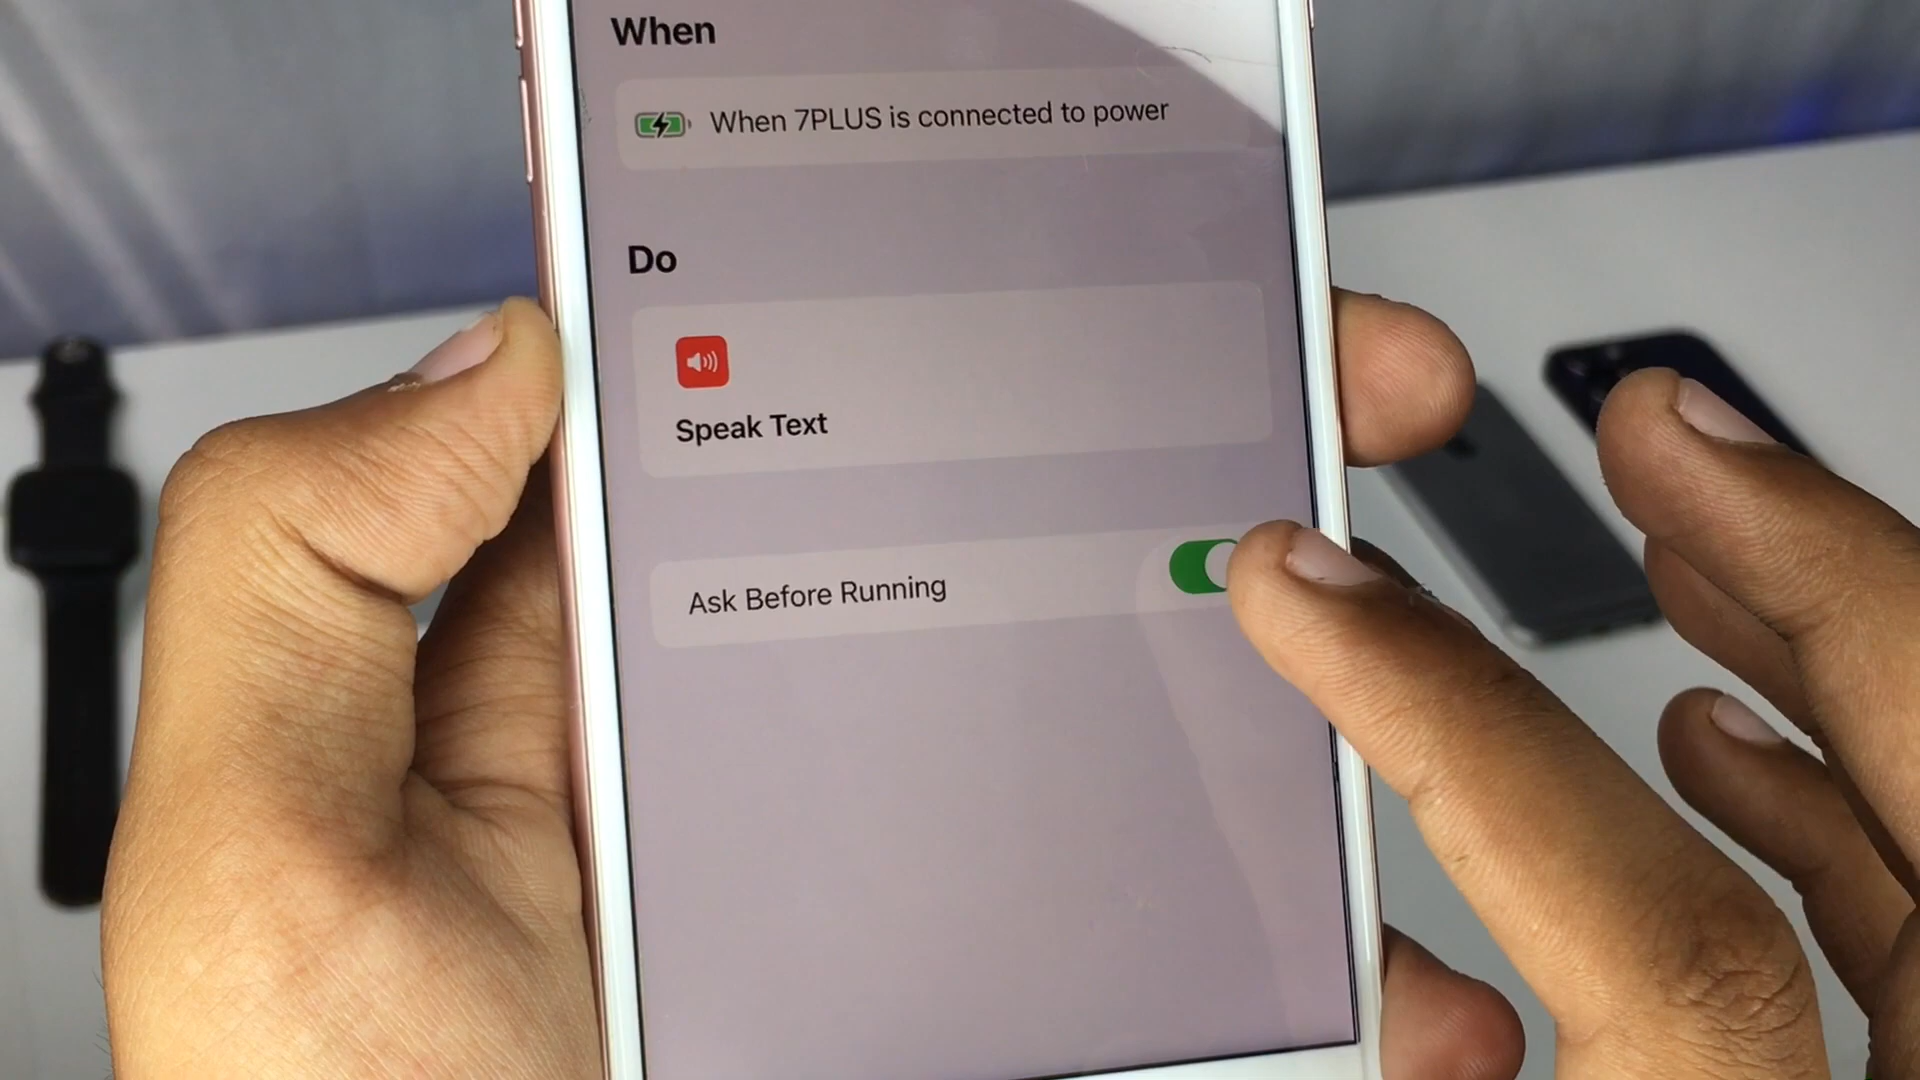 When
When 7PLUS is connected to power
Do
Speak Text
Ask Before Running